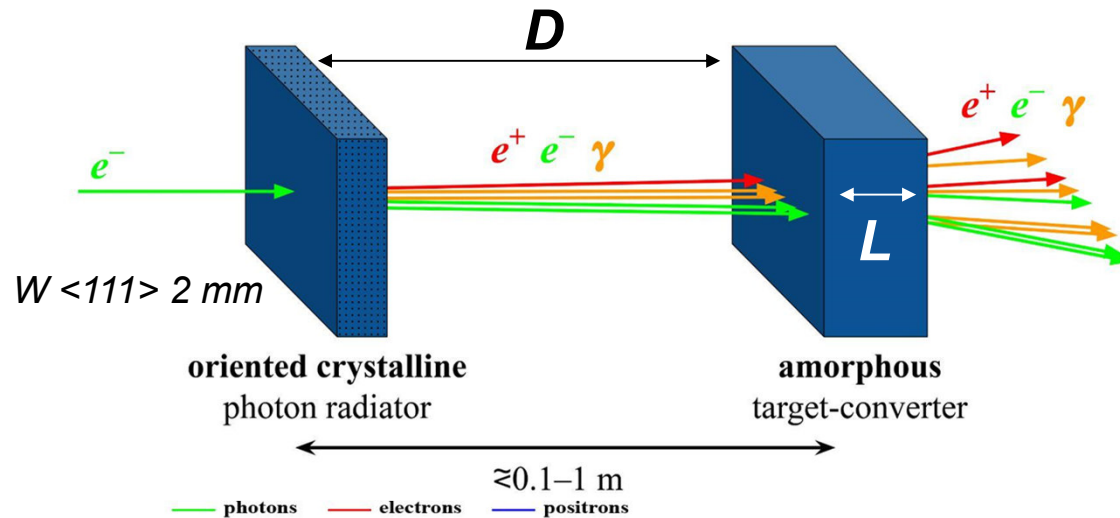 D
e⁺ e⁻ γ
e⁻
e⁺ e⁻ γ
L
W <111> 2 mm
oriented crystalline
photon radiator
amorphous
target-converter
≂0.1–1 m
photons electrons positrons